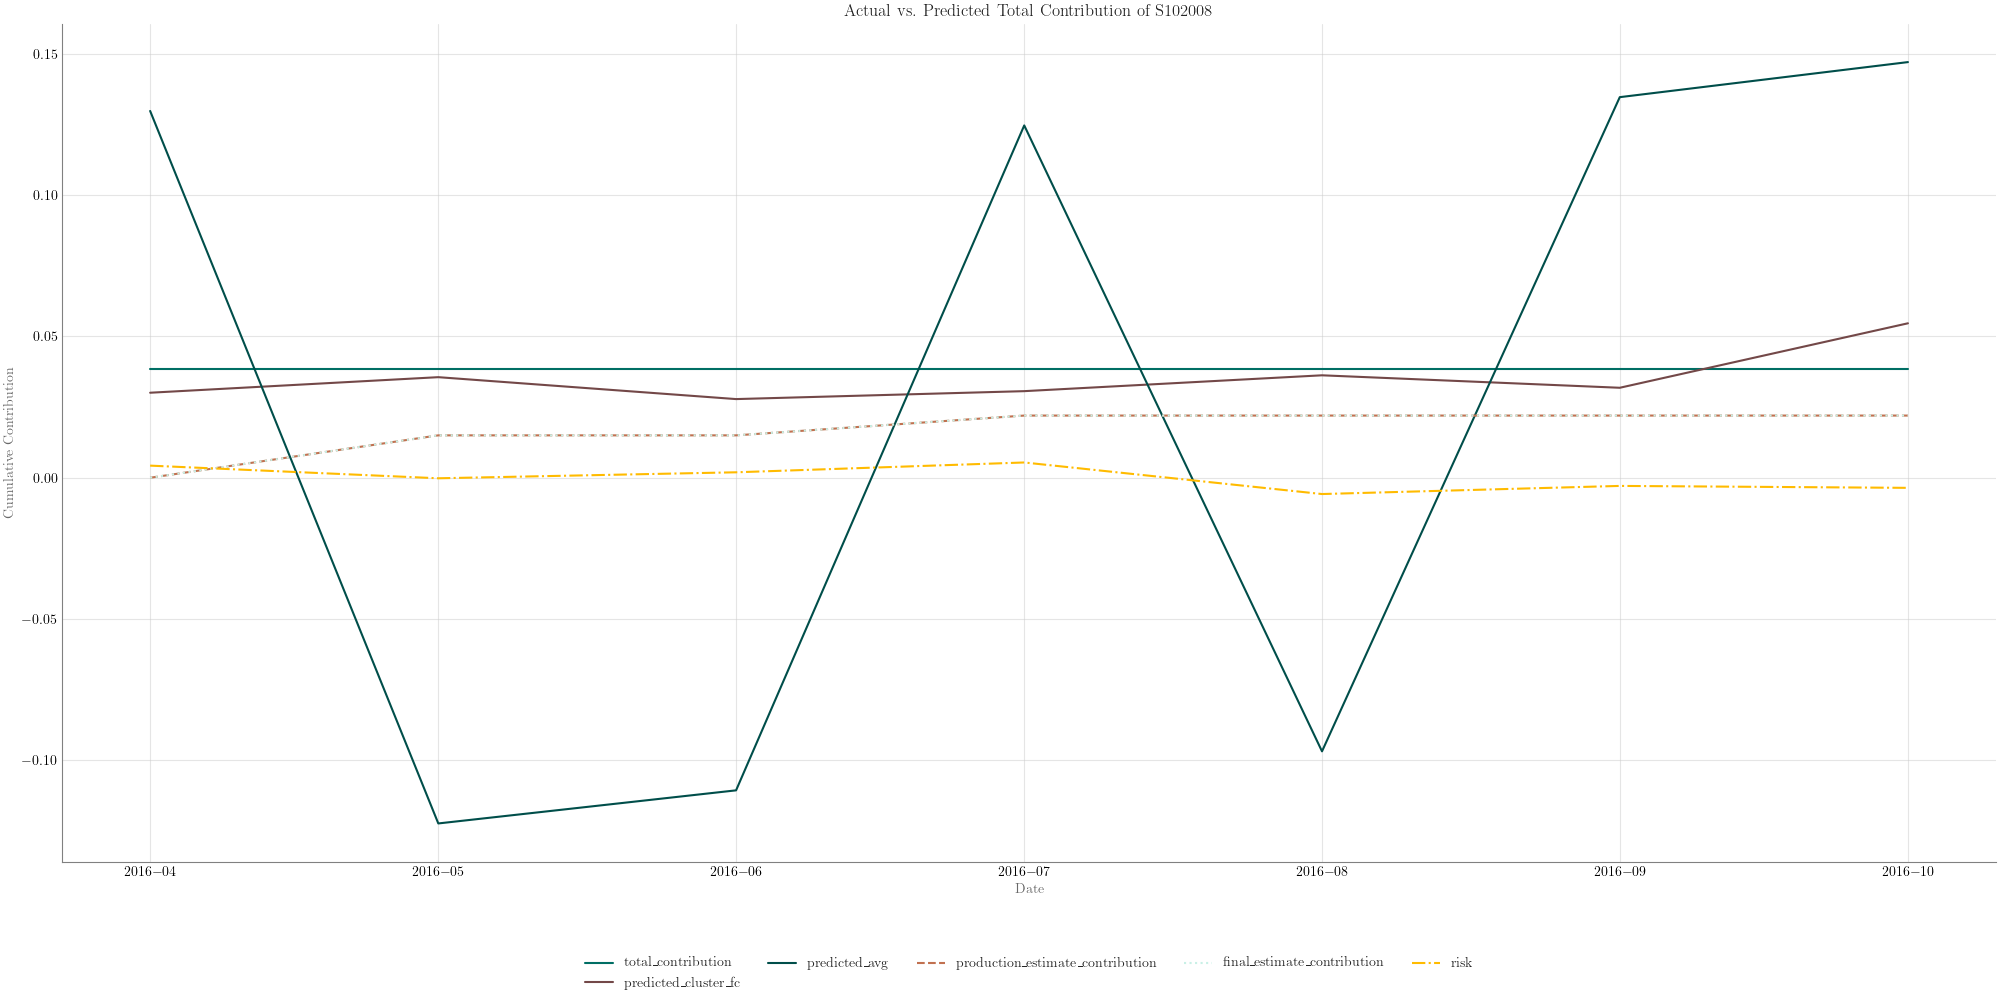 Actual vs. Predicted Total Contribution of S102008
Cumulative Contribution
0.15
0.10
0.05
0.00
−0.05
−0.10
2016−04 2016−05 2016−06 2016−07 2016−08 2016−09 2016−10
Date
total_contribution predicted_avg production_estimate_contribution final_estimate_contribution risk
predicted_cluster_fc